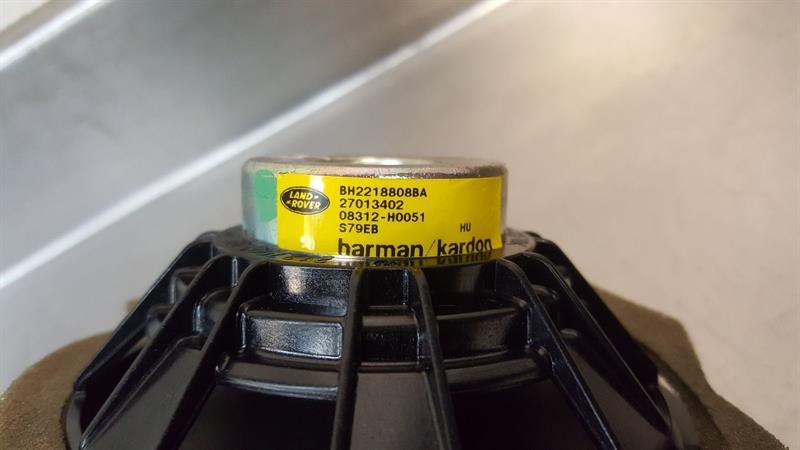 LAND
ROVER
BH2218808BA
27013402
08312-H0051
S79EB HU
harman/kardon